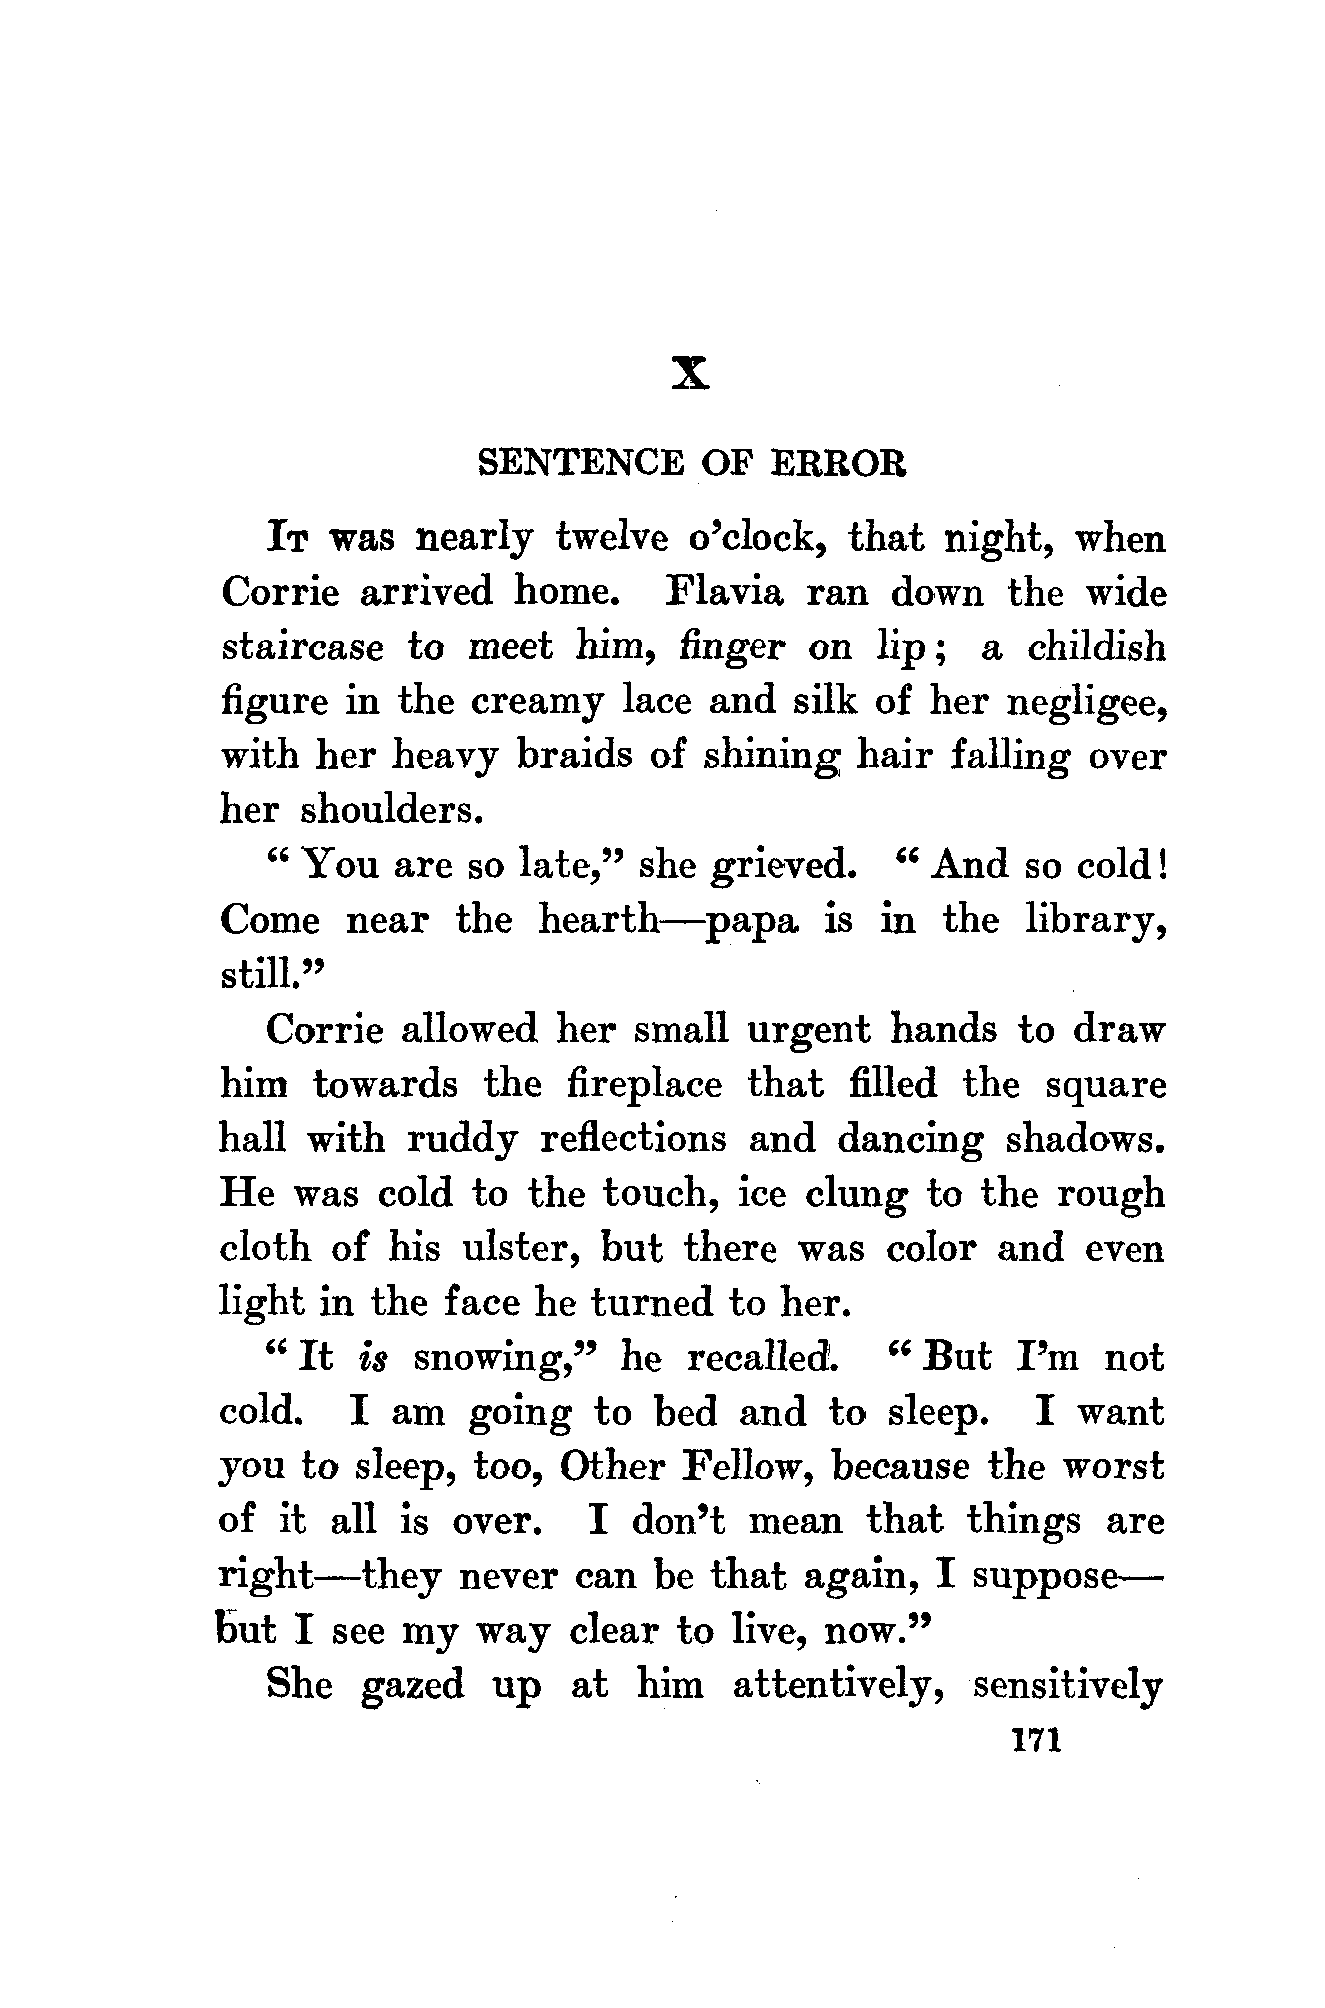 X
SENTENCE OF ERROR
IT was nearly twelve o'clock, that night, when
Corrie arrived home. Flavia ran down the wide
staircase to meet him, finger on lip; a childish
figure in the creamy lace and silk of her negligee,
with her heavy braids of shining hair falling over
her shoulders.
“You are so late,” she grieved. “And so cold!
Come near the hearth—papa is in the library,
still.”
Corrie allowed her small urgent hands to draw
him towards the fireplace that filled the square
hall with ruddy reflections and dancing shadows.
He was cold to the touch, ice clung to the rough
cloth of his ulster, but there was color and even
light in the face he turned to her.
“It is snowing,” he recalled. “But I'm not
cold. I am going to bed and to sleep. I want
you to sleep, too, Other Fellow, because the worst
of it all is over. I don't mean that things are
right—they never can be that again, I suppose—
but I see my way clear to live, now.”
She gazed up at him attentively, sensitively
171